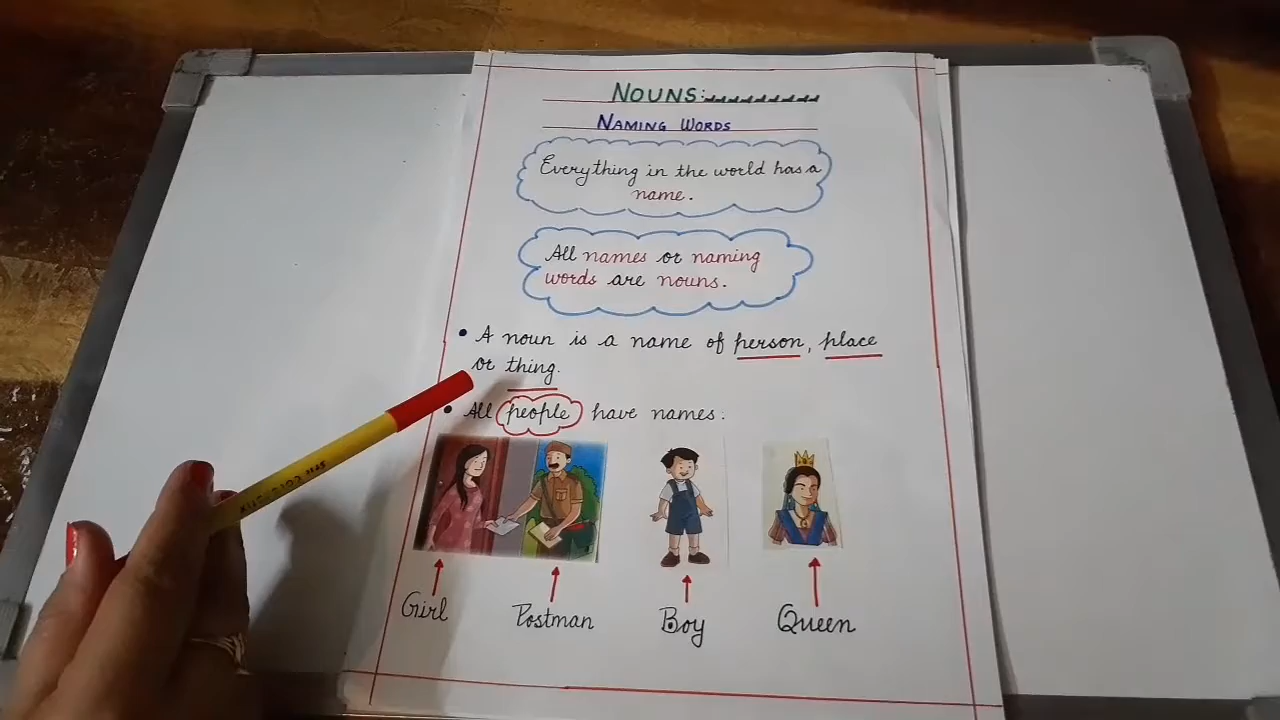 NOUNS:
NAMING WORDS
Everything in the world has a
name.
All names or naming
words are nouns.
• A noun is a name of person, place
or thing.
• All people have names:
Girl Postman Boy Queen